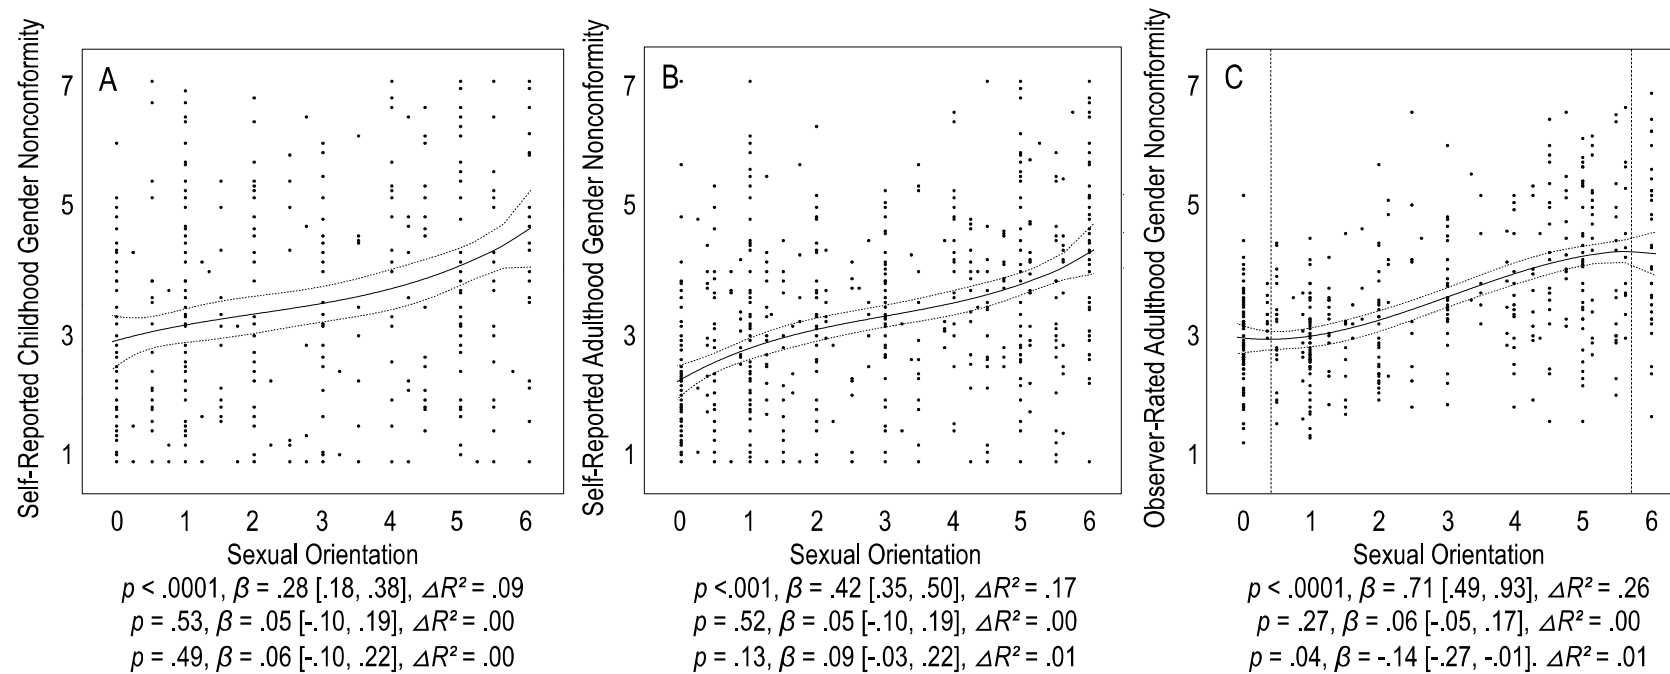 Self-Reported Childhood Gender Nonconformity
A
7
5
3
1
0 1 2 3 4 5 6
Sexual Orientation
p < .0001, β = .28 [.18, .38], ΔR² = .09
p = .53, β = .05 [-.10, .19], ΔR² = .00
p = .49, β = .06 [-.10, .22], ΔR² = .00
Self-Reported Adulthood Gender Nonconformity
B
7
5
3
1
0 1 2 3 4 5 6
Sexual Orientation
p <.001, β = .42 [.35, .50], ΔR² = .17
p = .52, β = .05 [-.10, .19], ΔR² = .00
p = .13, β = .09 [-.03, .22], ΔR² = .01
Observer-Rated Adulthood Gender Nonconformity
C
7
5
3
1
0 1 2 3 4 5 6
Sexual Orientation
p < .0001, β = .71 [.49, .93], ΔR² = .26
p = .27, β = .06 [-.05, .17], ΔR² = .00
p = .04, β = -.14 [-.27, -.01]. ΔR² = .01